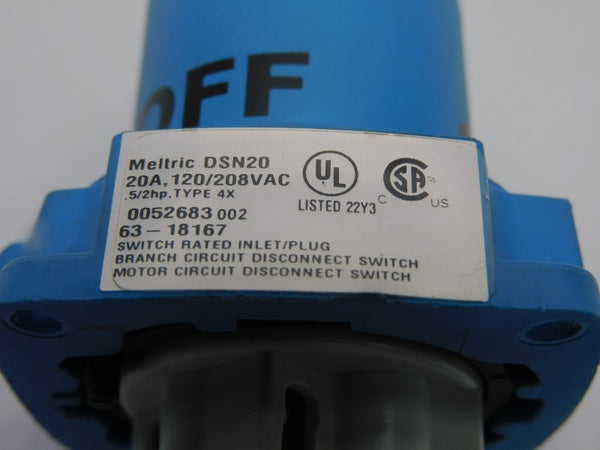 OFF
Meltric DSN20
20A, 120/208VAC
.5/2hp, TYPE 4X
0052683 002
63-18167
SWITCH RATED INLET/PLUG
BRANCH CIRCUIT DISCONNECT SWITCH
MOTOR CIRCUIT DISCONNECT SWITCH
UL
LISTED 22Y3
C SA US
C